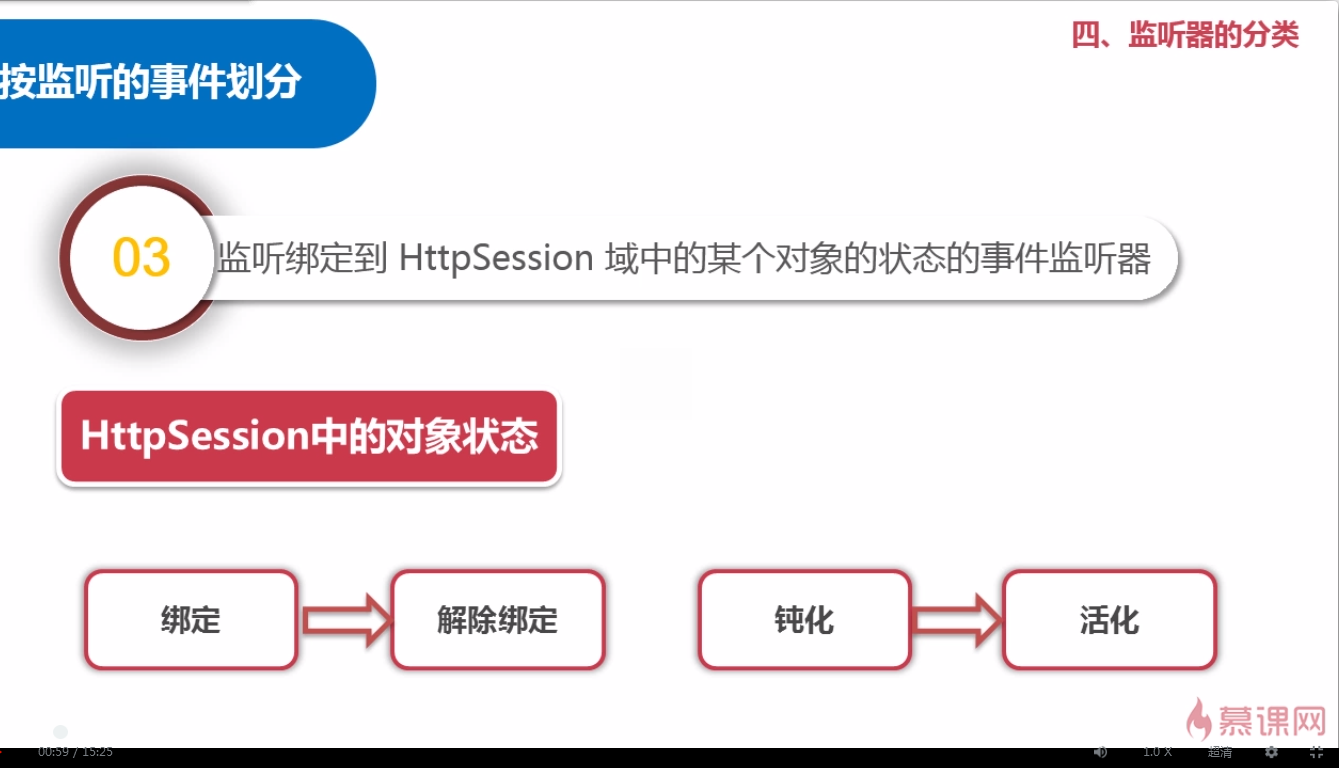 四、监听器的分类
按监听的事件划分
03
监听绑定到 HttpSession 域中的某个对象的状态的事件监听器
HttpSession中的对象状态
绑定
解除绑定
钝化
活化
慕课网
00:59 / 15:25
1.0 X
超清